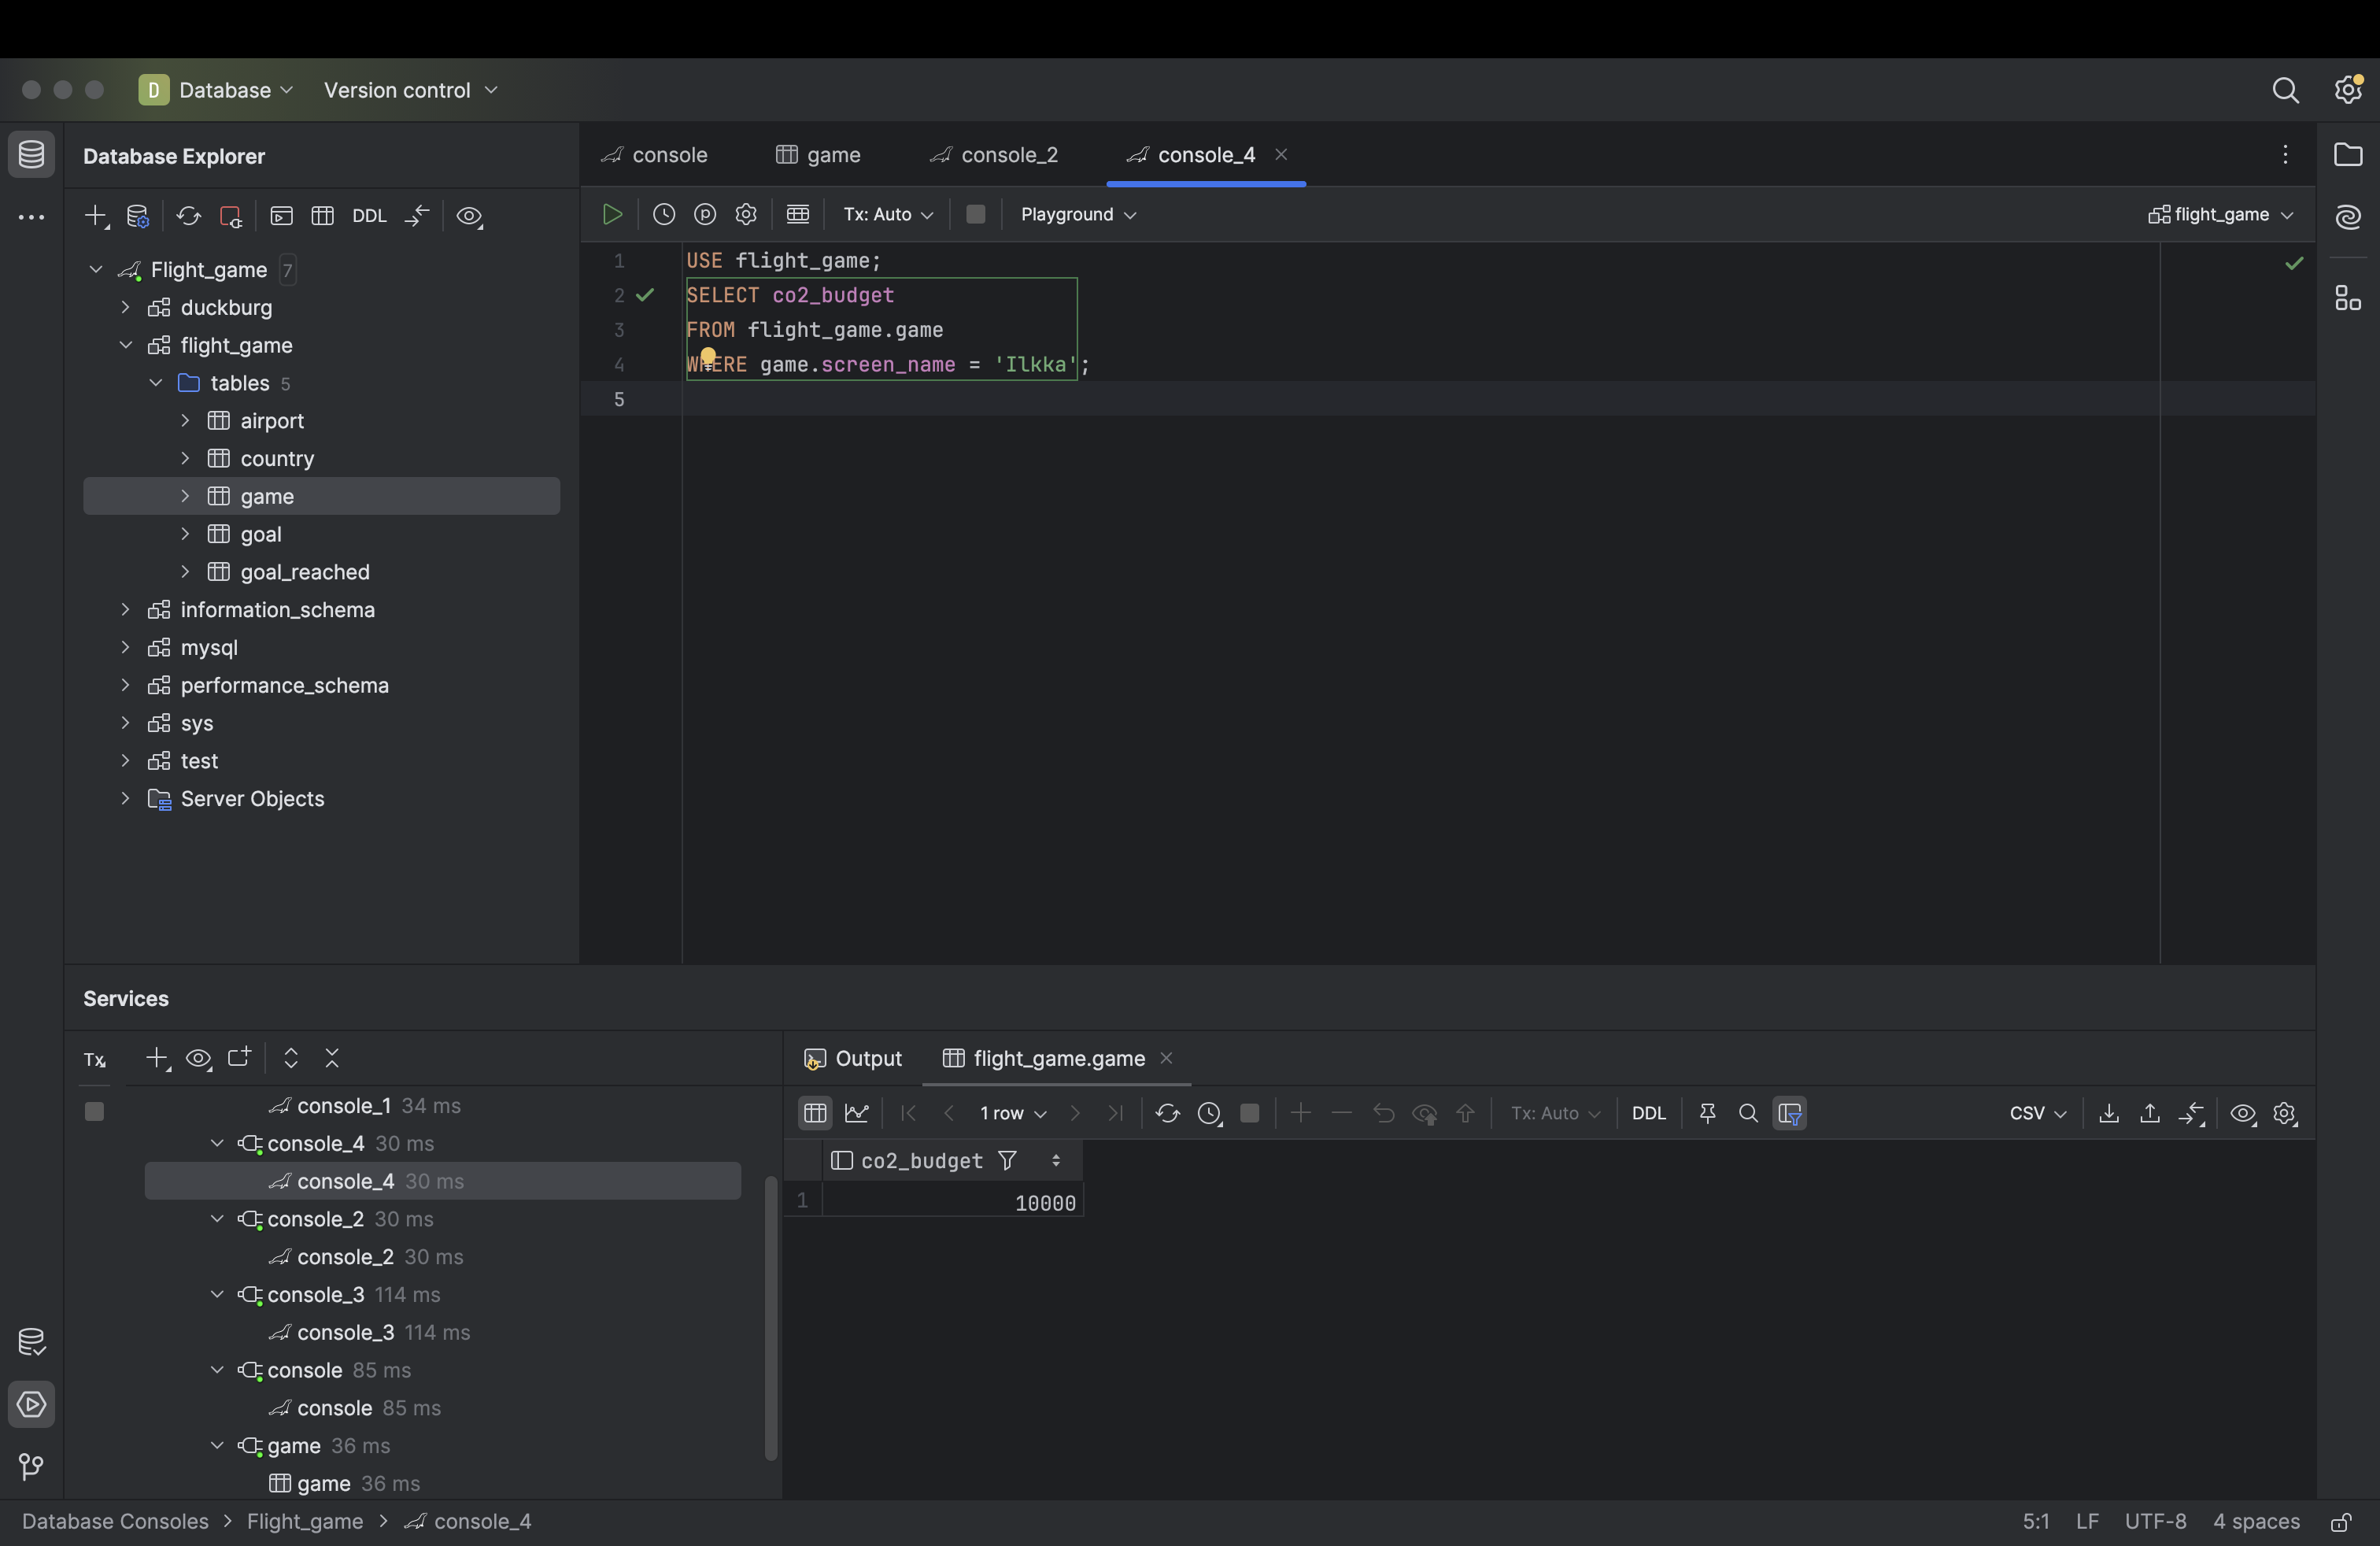 D Database Version control
Database Explorer
DDL
Flight_game 7
duckburg
flight_game
tables 5
airport
country
game
goal
goal_reached
information_schema
mysql
performance_schema
sys
test
Server Objects
console game console_2 console_4
Tx: Auto Playground flight_game
1 USE flight_game;
2 SELECT co2_budget
3 FROM flight_game.game
4 WHERE game.screen_name = 'Ilkka';
5
Services
Tx
console_1 34 ms
console_4 30 ms
console_4 30 ms
console_2 30 ms
console_2 30 ms
console_3 114 ms
console_3 114 ms
console 85 ms
console 85 ms
game 36 ms
game 36 ms
Output flight_game.game
1 row Tx: Auto DDL CSV
co2_budget
1 10000
Database Consoles > Flight_game > console_4
5:1 LF UTF-8 4 spaces